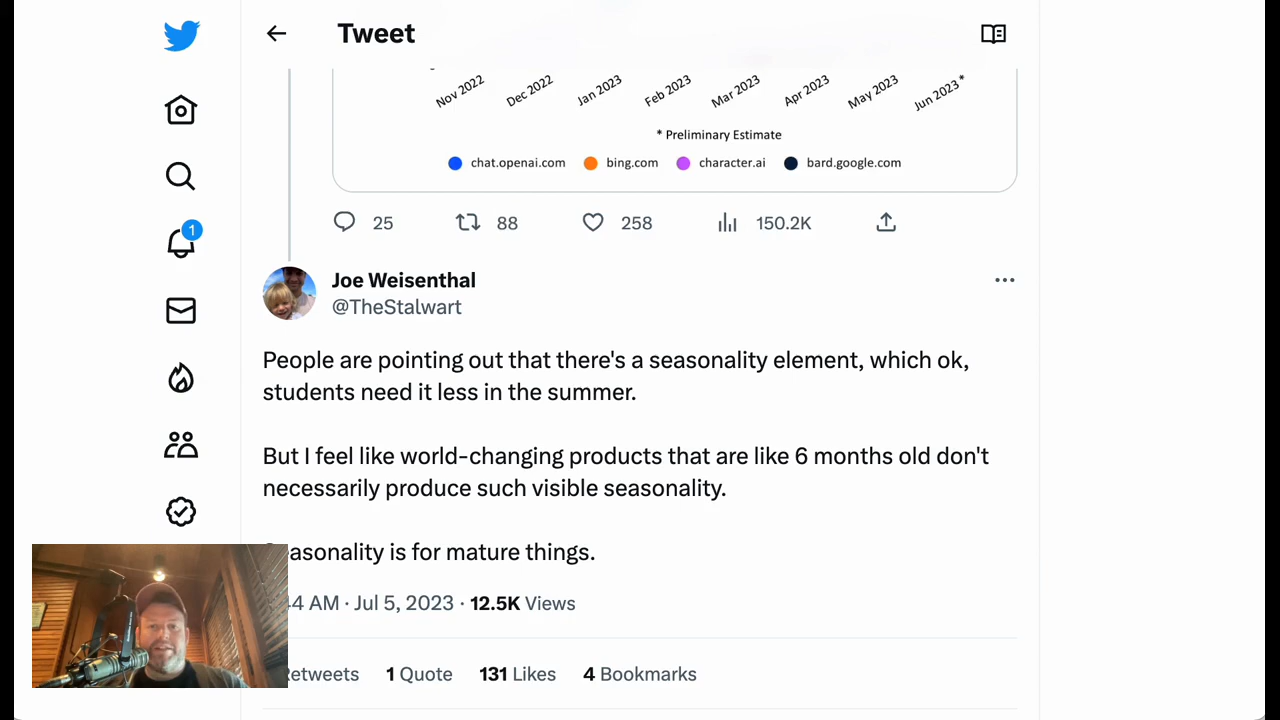 Tweet
Nov 2022 Dec 2022 Jan 2023 Feb 2023 Mar 2023 Apr 2023 May 2023 Jun 2023 *
* Preliminary Estimate
chat.openai.com bing.com character.ai bard.google.com
25 88 258 150.2K
1
Joe Weisenthal
@TheStalwart
People are pointing out that there's a seasonality element, which ok,
students need it less in the summer.
But I feel like world-changing products that are like 6 months old don't
necessarily produce such visible seasonality.
easonality is for mature things.
44 AM · Jul 5, 2023 · 12.5K Views
Retweets 1 Quote 131 Likes 4 Bookmarks